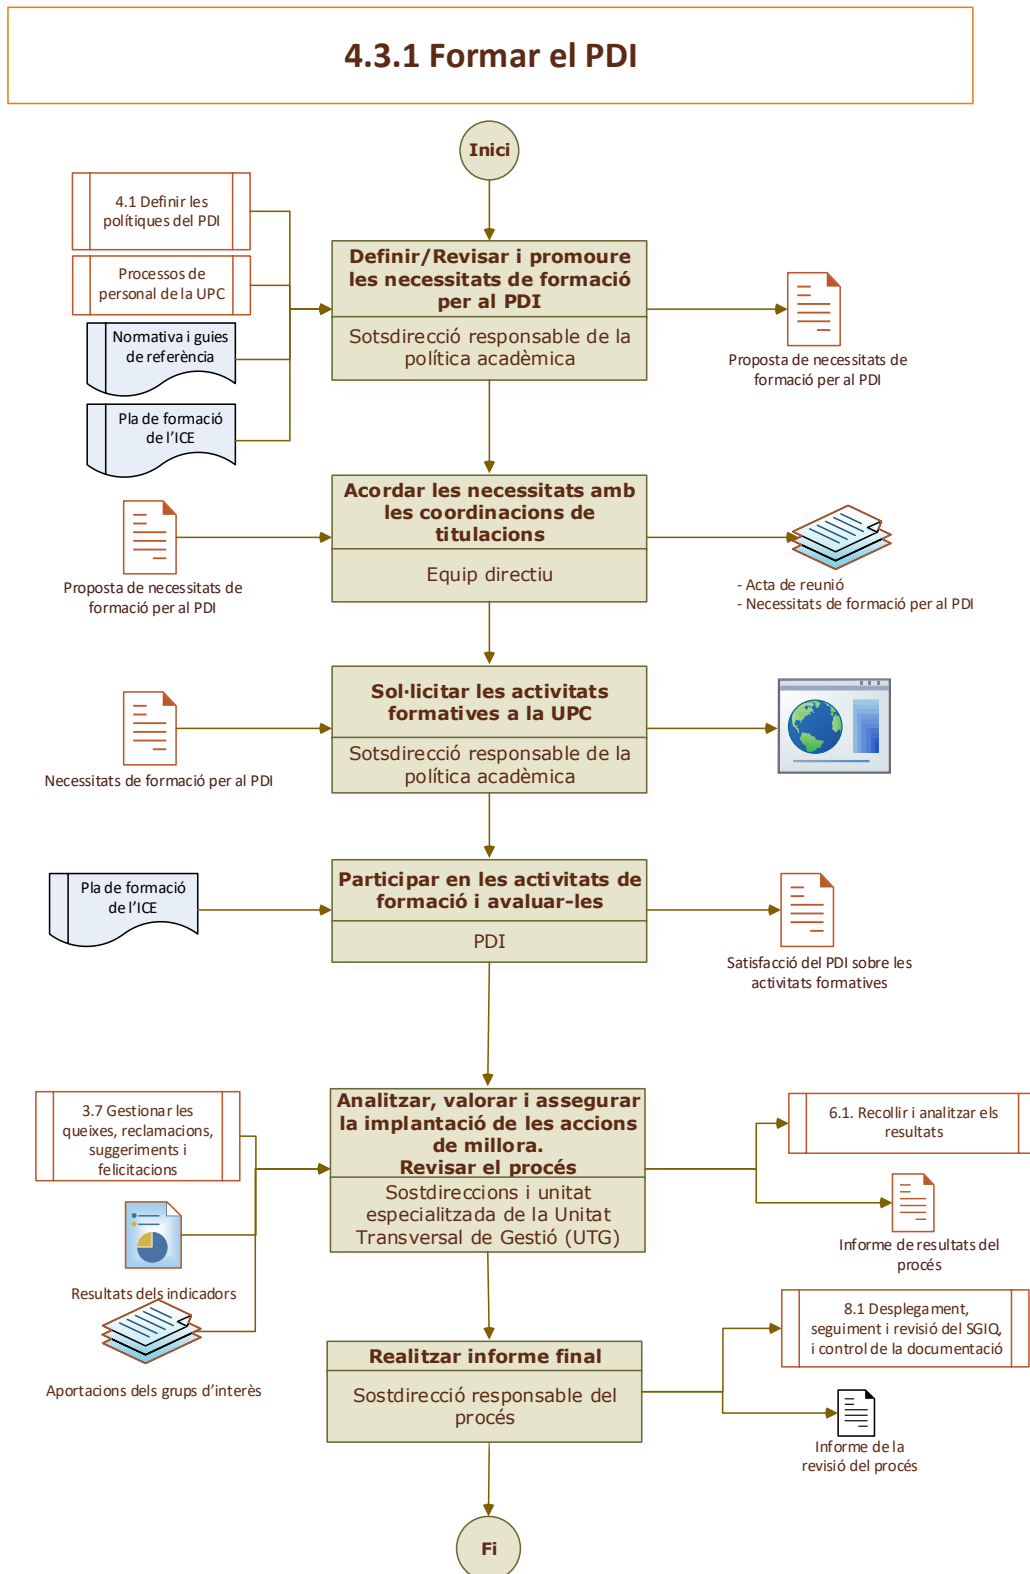 4.3.1 Formar el PDI
Inici
4.1 Definir les
polítiques del PDI
Processos de
personal de la UPC
Normativa i guies
de referència
Pla de formació
de l'ICE
Definir/Revisar i promoure
les necessitats de formació
per al PDI
Sotsdirecció responsable de la
política acadèmica
Proposta de necessitats de
formació per al PDI
Proposta de necessitats de
formació per al PDI
Acordar les necessitats amb
les coordinacions de
titulacions
Equip directiu
- Acta de reunió
- Necessitats de formació per al PDI
Necessitats de formació per al PDI
Sol·licitar les activitats
formatives a la UPC
Sotsdirecció responsable de la
política acadèmica
Pla de formació
de l'ICE
Participar en les activitats de
formació i avaluar-les
PDI
Satisfacció del PDI sobre les
activitats formatives
3.7 Gestionar les
queixes, reclamacions,
suggeriments i
felicitacions
Resultats dels indicadors
Aportacions dels grups d'interès
Analitzar, valorar i assegurar
la implantació de les accions
de millora.
Revisar el procés
Sostdireccions i unitat
especialitzada de la Unitat
Transversal de Gestió (UTG)
6.1. Recollir i analitzar els
resultats
Informe de resultats del
procés
Realitzar informe final
Sostdirecció responsable del
procés
8.1 Desplegament,
seguiment i revisió del SGIQ,
i control de la documentació
Informe de la
revisió del procés
Fi